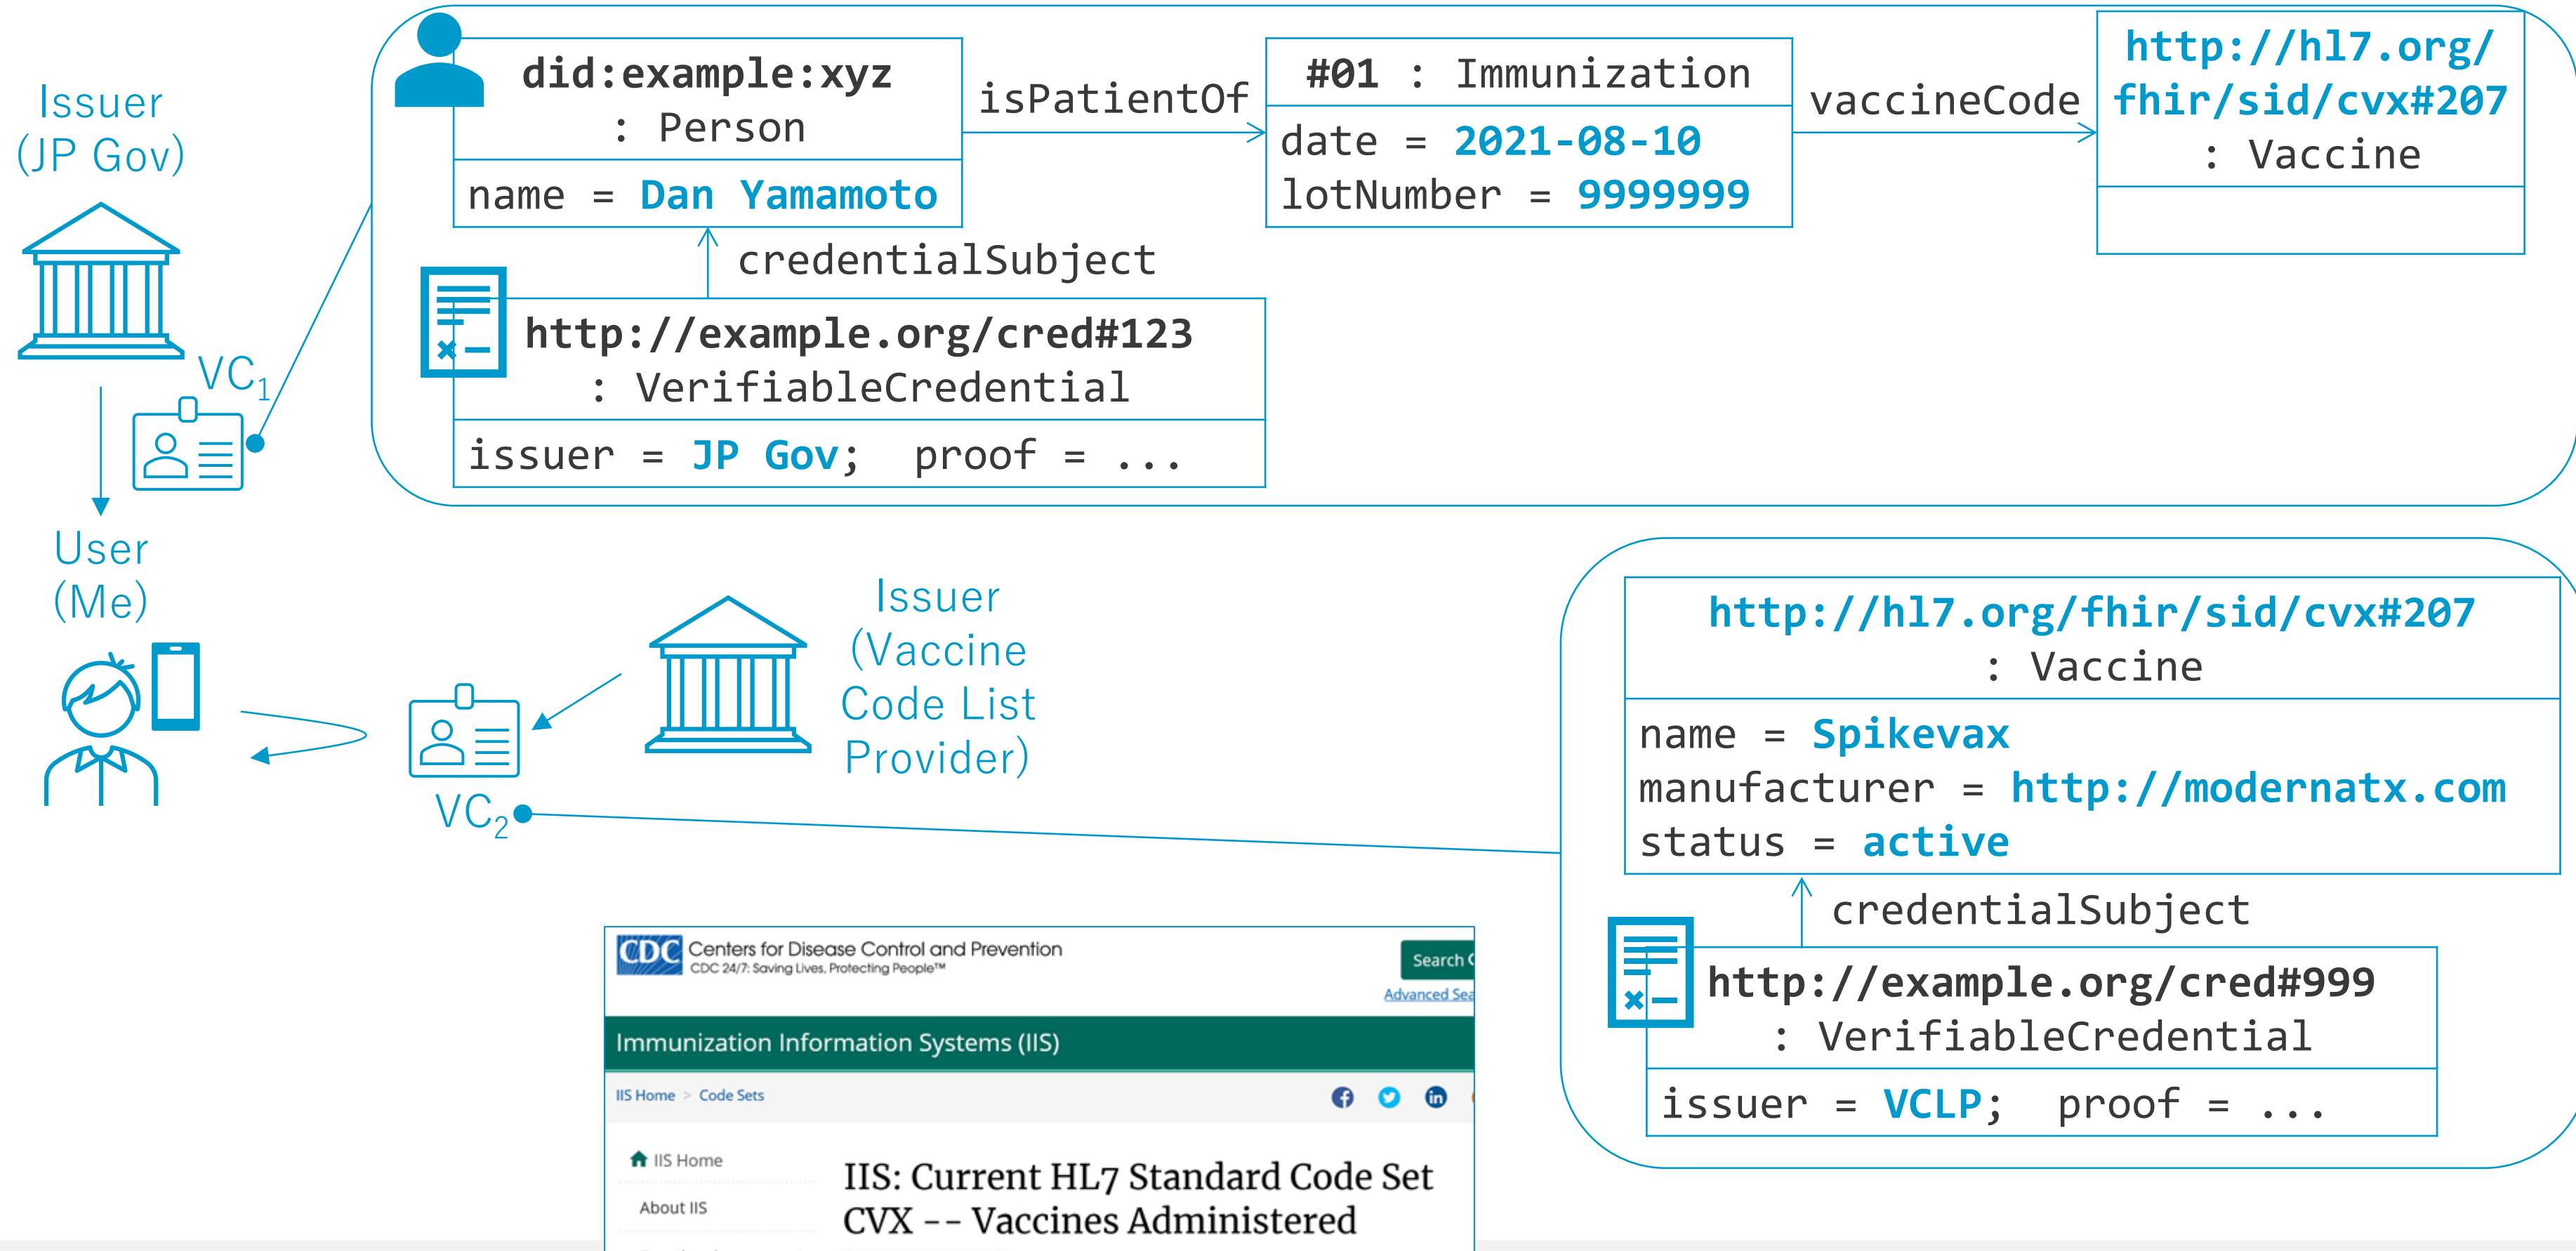 Issuer
(JP Gov)
VC1
User
(Me)
did:example:xyz
: Person
name = Dan Yamamoto
isPatientOf
#01 : Immunization
date = 2021-08-10
lotNumber = 9999999
vaccineCode
http://hl7.org/
fhir/sid/cvx#207
: Vaccine
credentialSubject
http://example.org/cred#123
: VerifiableCredential
issuer = JP Gov; proof = ...
Issuer
(Vaccine
Code List
Provider)
VC2
http://hl7.org/fhir/sid/cvx#207
: Vaccine
name = Spikevax
manufacturer = http://modernatx.com
status = active
credentialSubject
http://example.org/cred#999
: VerifiableCredential
issuer = VCLP; proof = ...
CDC Centers for Disease Control and Prevention
CDC 24/7: Saving Lives, Protecting People™
Search
Advanced Sea
Immunization Information Systems (IIS)
IIS Home > Code Sets
IIS Home
About IIS
IIS: Current HL7 Standard Code Set
CVX -- Vaccines Administered